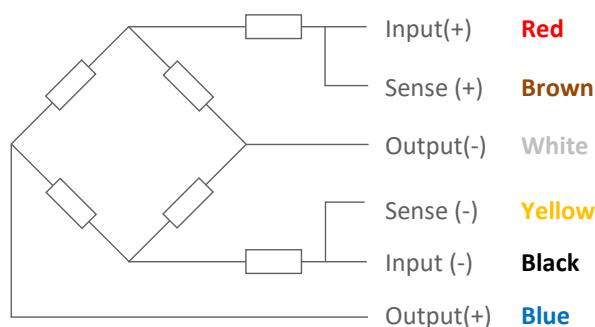 Input(+) Red
Sense (+) Brown
Output(-) White
Sense (-) Yellow
Input (-) Black
Output(+) Blue